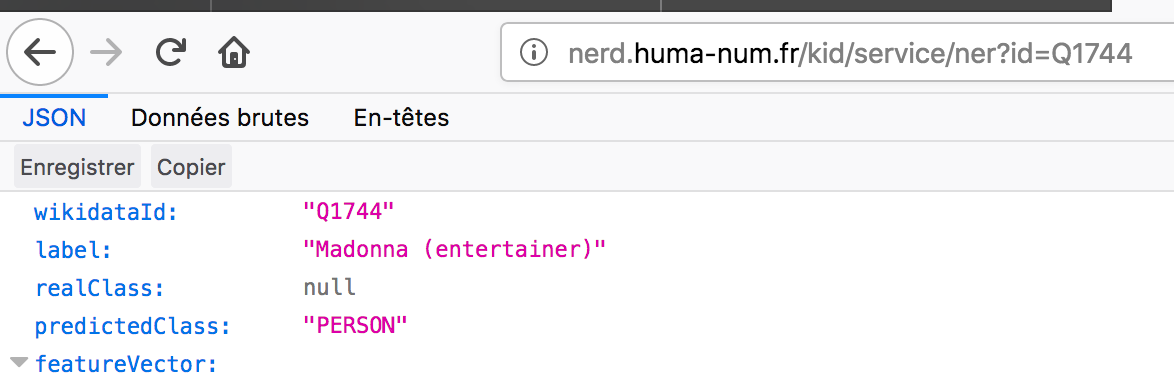 nerd.huma-num.fr/kid/service/ner?id=Q1744
JSON Données brutes En-têtes
Enregistrer Copier
wikidataId: "Q1744"
label: "Madonna (entertainer)"
realClass: null
predictedClass: "PERSON"
featureVector: